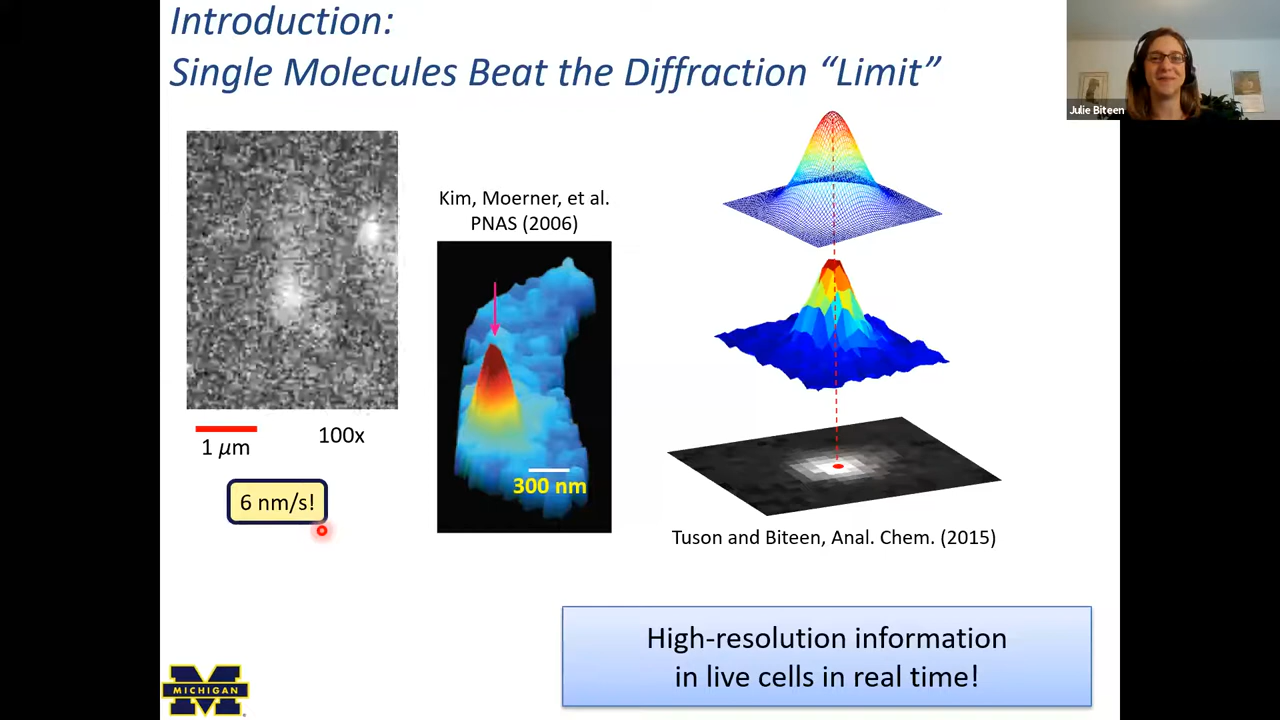 Introduction:
Single Molecules Beat the Diffraction “Limit”
Julie Biteen
Kim, Moerner, et al.
PNAS (2006)
1 μm
100x
300 nm
6 nm/s!
Tuson and Biteen, Anal. Chem. (2015)
High-resolution information
in live cells in real time!
MICHIGAN